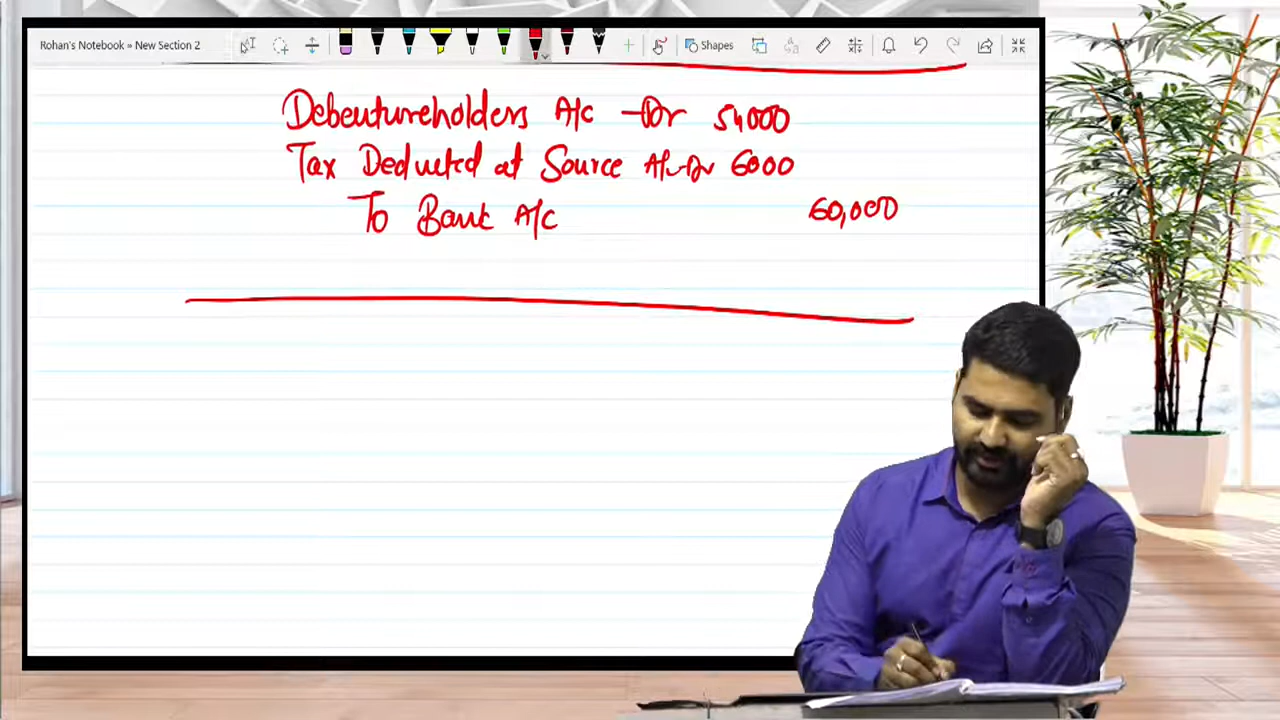 Rohan's Notebook » New Section 2
Shapes
Debentureholders A/c -Dr 54000
Tax Deducted at Source A/c-Dr 6000
To Bank A/c 60,000